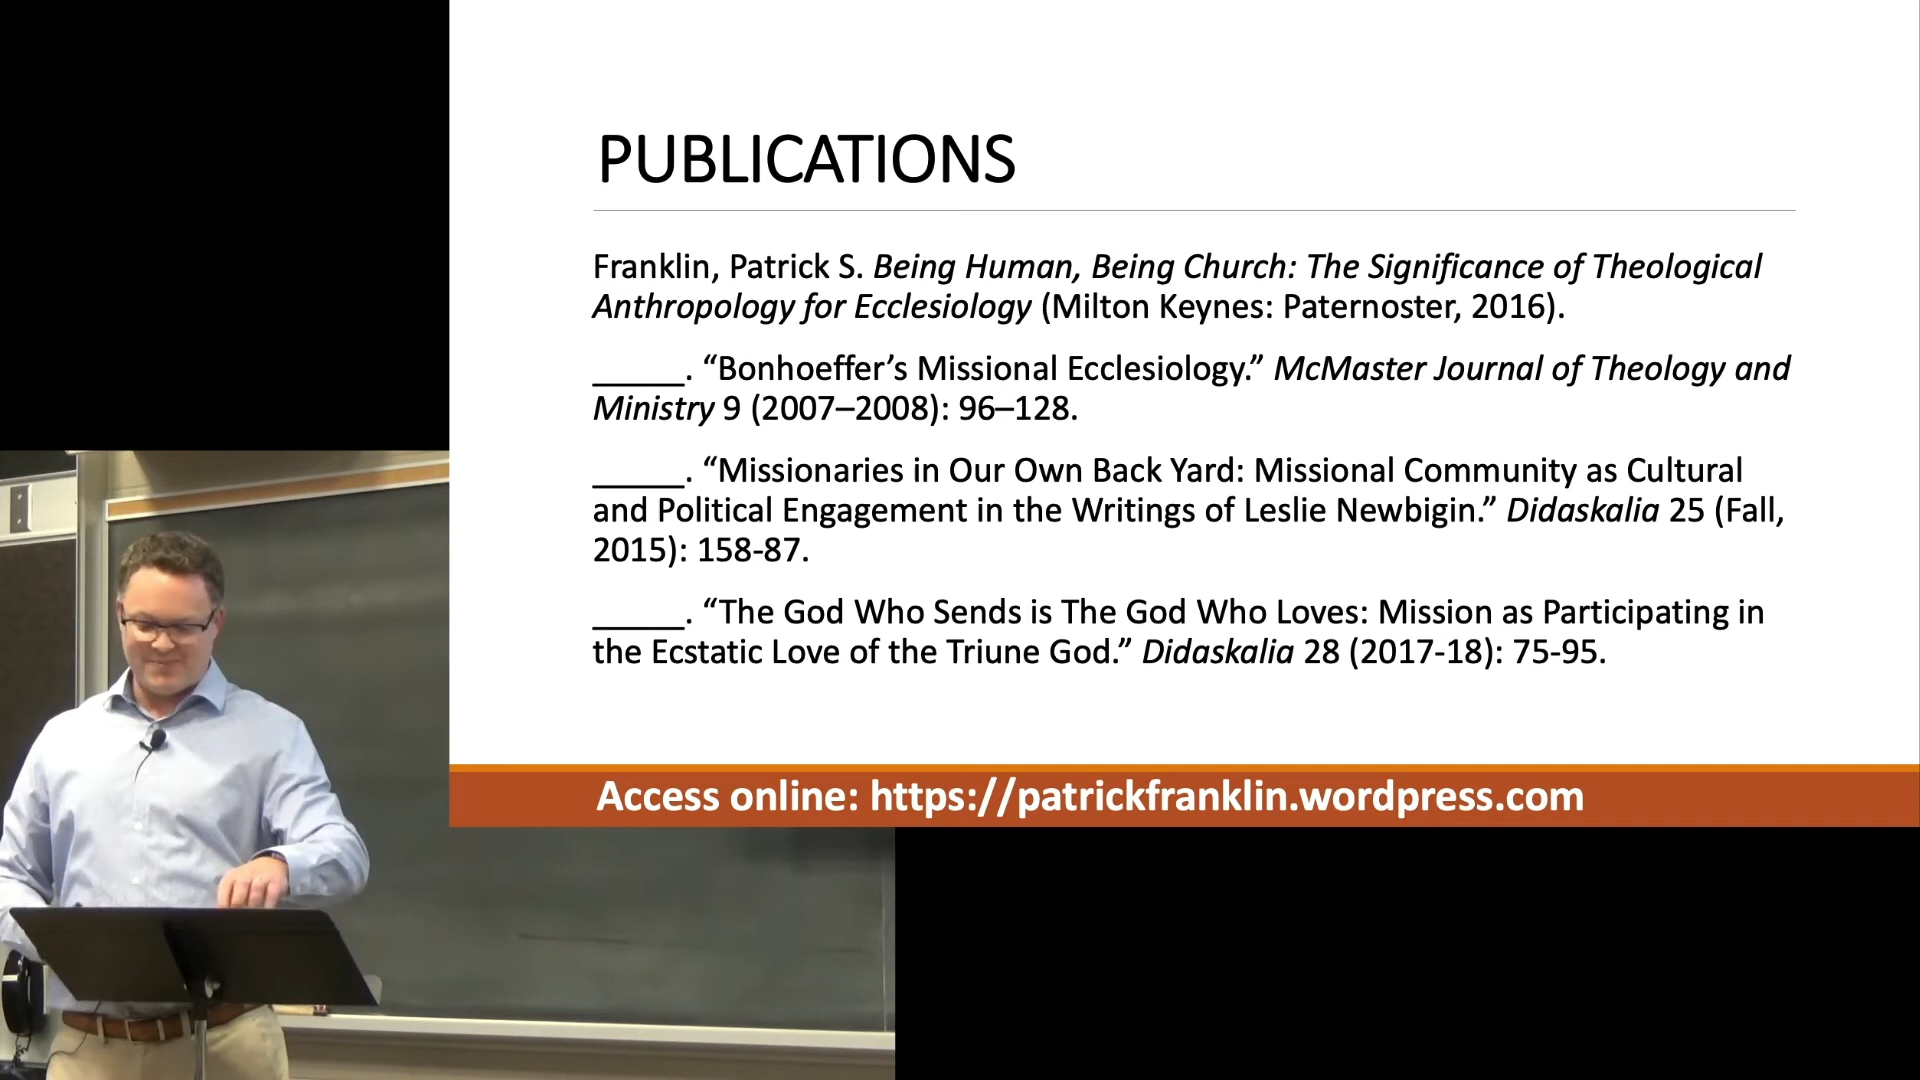 PUBLICATIONS
Franklin, Patrick S. Being Human, Being Church: The Significance of Theological
Anthropology for Ecclesiology (Milton Keynes: Paternoster, 2016).
_____. “Bonhoeffer’s Missional Ecclesiology.” McMaster Journal of Theology and
Ministry 9 (2007–2008): 96–128.
_____. “Missionaries in Our Own Back Yard: Missional Community as Cultural
and Political Engagement in the Writings of Leslie Newbigin.” Didaskalia 25 (Fall,
2015): 158-87.
_____. “The God Who Sends is The God Who Loves: Mission as Participating in
the Ecstatic Love of the Triune God.” Didaskalia 28 (2017-18): 75-95.
Access online: https://patrickfranklin.wordpress.com